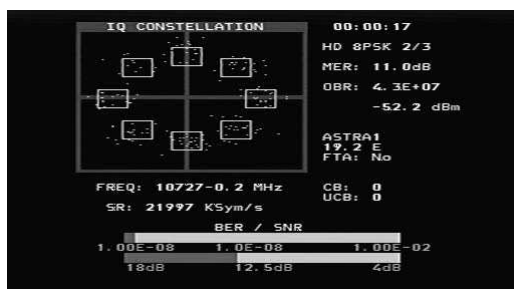 IQ CONSTELLATION
00:00:17
HD 8PSK 2/3
MER: 11.0dB
OBR: 4.3E+07
-52.2 dBm
ASTRA1
19.2 E
FTA: No
FREQ: 10727-0.2 MHz
CB: 0
UCB: 0
SR: 21997 KSym/s
BER / SNR
1.00E-08 1.0E-08 1.00E-02
18dB 12.5dB 4dB